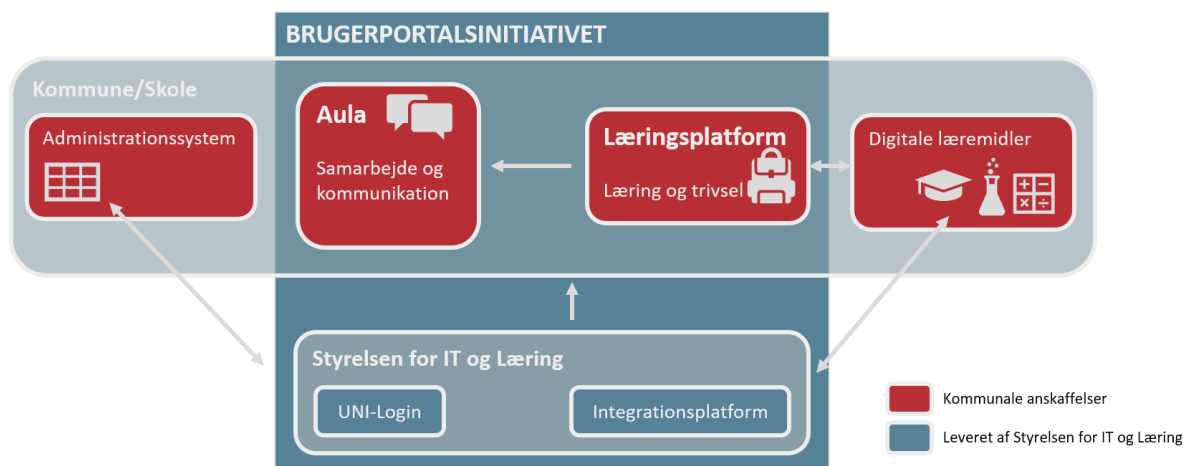 BRUGERPORTALSINITIATIVET
Kommune/Skole
Administrationssystem
Aula
Samarbejde og
kommunikation
Læringsplatform
Læring og trivsel
Digitale læremidler
Styrelsen for IT og Læring
UNI-Login
Integrationsplatform
Kommunale anskaffelser
Leveret af Styrelsen for IT og Læring